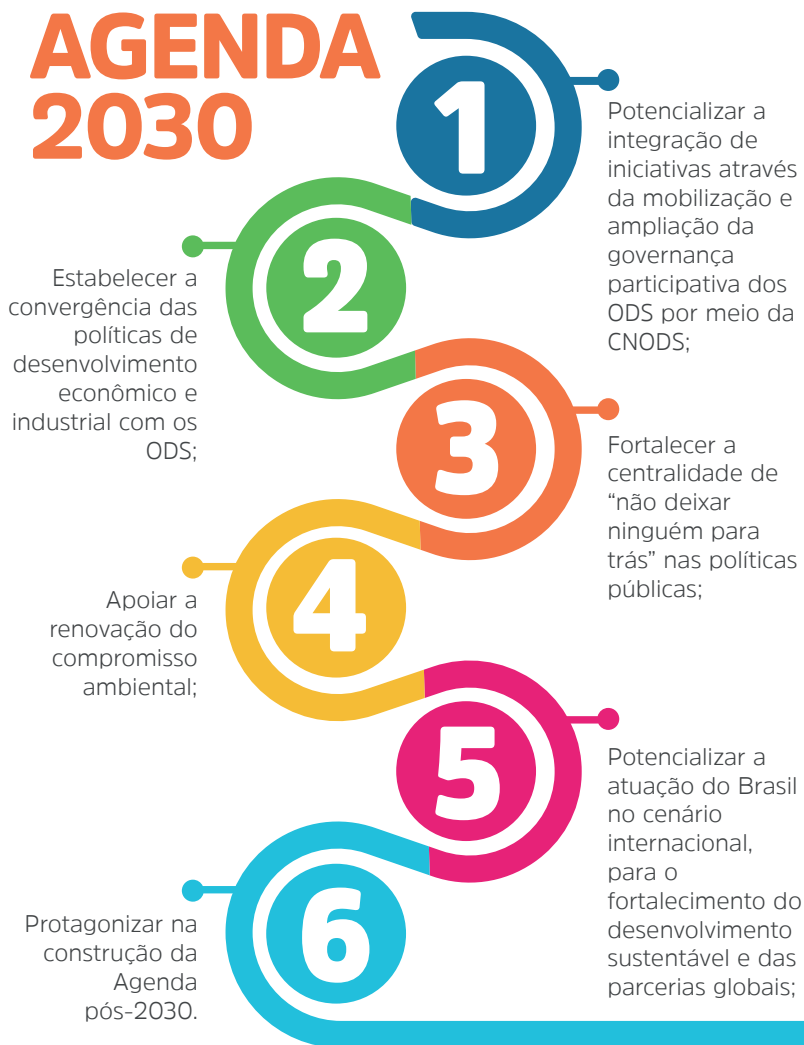 AGENDA
2030
1
Potencializar a
integração de
iniciativas através
da mobilização e
ampliação da
governança
participativa dos
ODS por meio da
CNODS;
2
Estabelecer a
convergência das
políticas de
desenvolvimento
econômico e
industrial com os
ODS;
3
Fortalecer a
centralidade de
“não deixar
ninguém para
trás” nas políticas
públicas;
4
Apoiar a
renovação do
compromisso
ambiental;
5
Potencializar a
atuação do Brasil
no cenário
internacional,
para o
fortalecimento do
desenvolvimento
sustentável e das
parcerias globais;
6
Protagonizar na
construção da
Agenda
pós-2030.